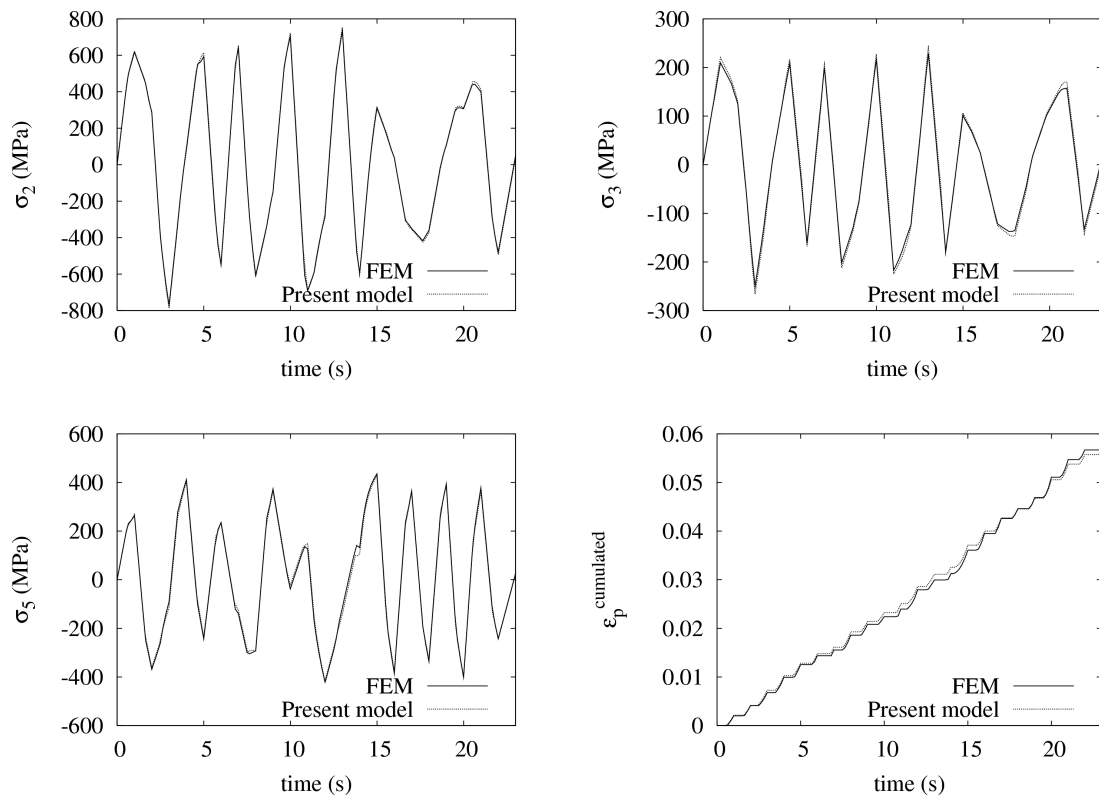 800
600
400
200
0
-200
-400
-600
-800
0 5 10 15 20
σ2 (MPa)
time (s)
FEM
Present model
300
200
100
0
-100
-200
-300
0 5 10 15 20
σ3 (MPa)
time (s)
FEM
Present model
600
400
200
0
-200
-400
-600
0 5 10 15 20
σ5 (MPa)
time (s)
FEM
Present model
0.06
0.05
0.04
0.03
0.02
0.01
0
0 5 10 15 20
εp cumulated
time (s)
FEM
Present model